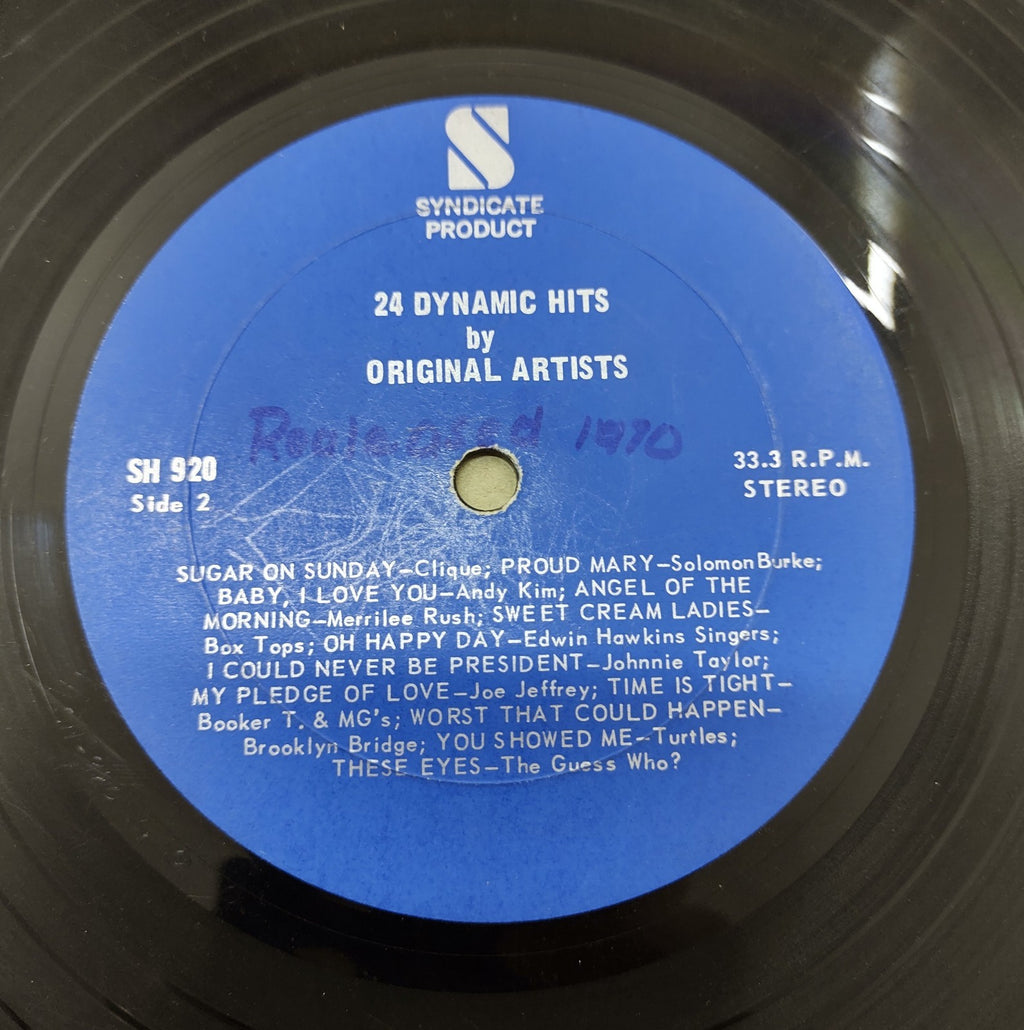 SYNDICATE
PRODUCT
24 DYNAMIC HITS
by
ORIGINAL ARTISTS
Realeased 1970
SH 920
Side 2
33.3 R.P.M.
STEREO
SUGAR ON SUNDAY—Clique; PROUD MARY—Solomon Burke;
BABY, I LOVE YOU—Andy Kim; ANGEL OF THE
MORNING—Merrilee Rush; SWEET CREAM LADIES—
Box Tops; OH HAPPY DAY—Edwin Hawkins Singers;
I COULD NEVER BE PRESIDENT—Johnnie Taylor;
MY PLEDGE OF LOVE—Joe Jeffrey; TIME IS TIGHT—
Booker T. & MG's; WORST THAT COULD HAPPEN—
Brooklyn Bridge; YOU SHOWED ME--Turtles;
THESE EYES—The Guess Who?